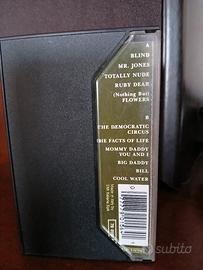 A
BLIND
MR. JONES
TOTALLY NUDE
RUBY DEAR
(Nothing But)
FLOWERS
B
THE DEMOCRATIC
CIRCUS
THE FACTS OF LIFE
MOMMY DADDY
YOU AND I
BIG DADDY
BILL
COOL WATER
subito